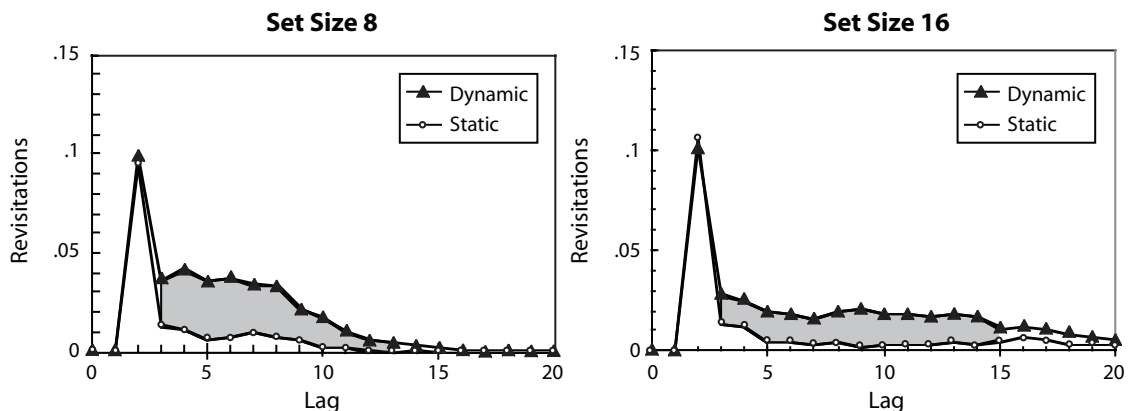 Set Size 8
.15
.1
.05
0
Revisitations
0 5 10 15 20
Lag
Dynamic
Static
Set Size 16
.15
.1
.05
0
Revisitations
0 5 10 15 20
Lag
Dynamic
Static